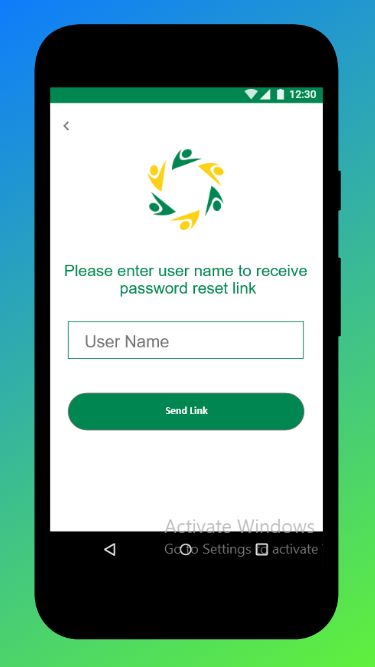 12:30
Please enter user name to receive
password reset link
User Name
Send Link
Activate Windows
Go to Settings to activate